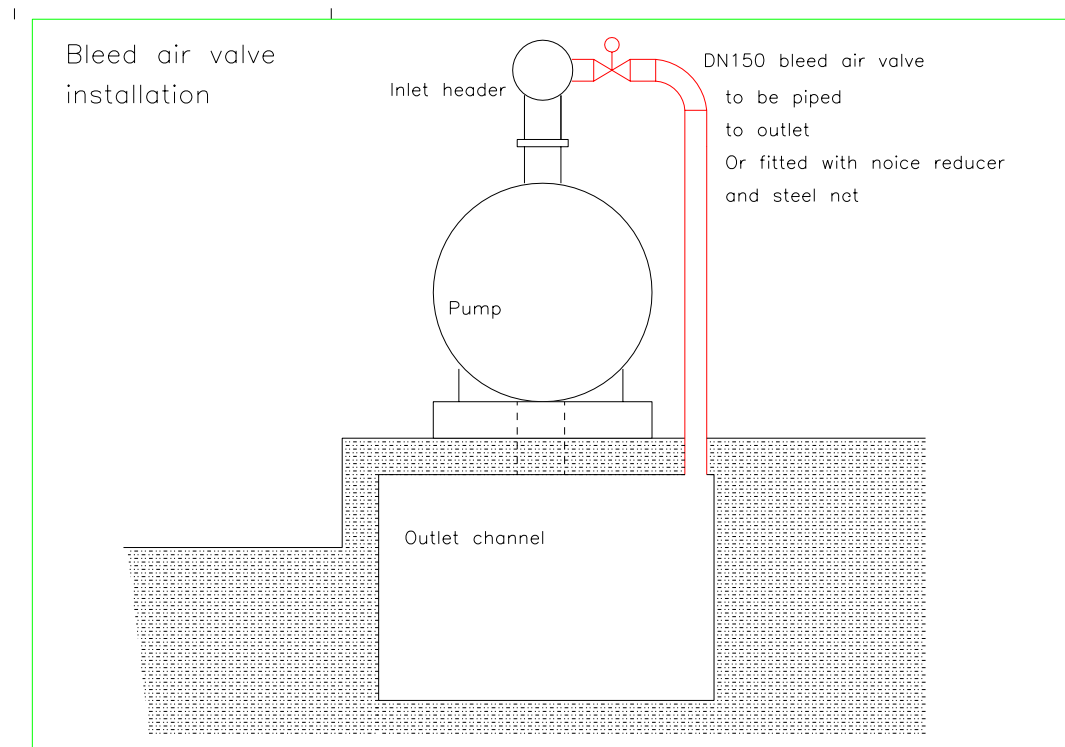 Bleed air valve
installation
Inlet header
DN150 bleed air valve
to be piped
to outlet
Or fitted with noice reducer
and steel net
Pump
Outlet channel